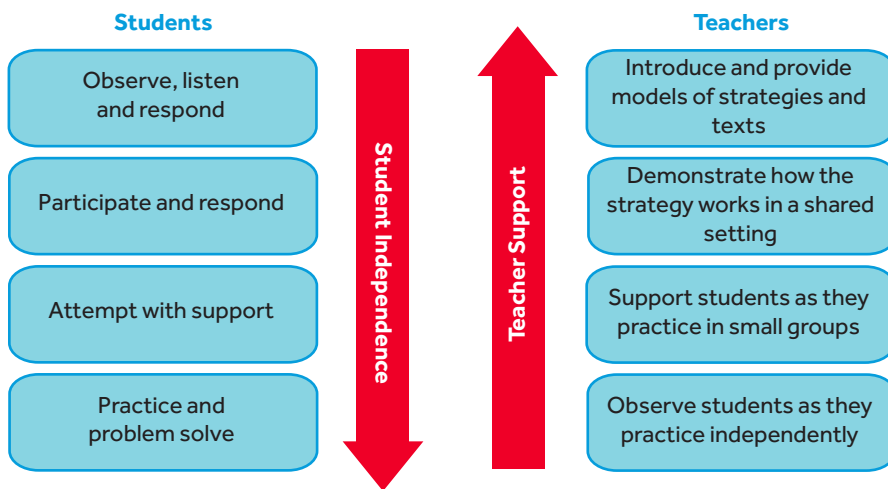 Students
Observe, listen
and respond
Participate and respond
Attempt with support
Practice and
problem solve
Student Independence
Teacher Support
Teachers
Introduce and provide
models of strategies and
texts
Demonstrate how the
strategy works in a shared
setting
Support students as they
practice in small groups
Observe students as they
practice independently